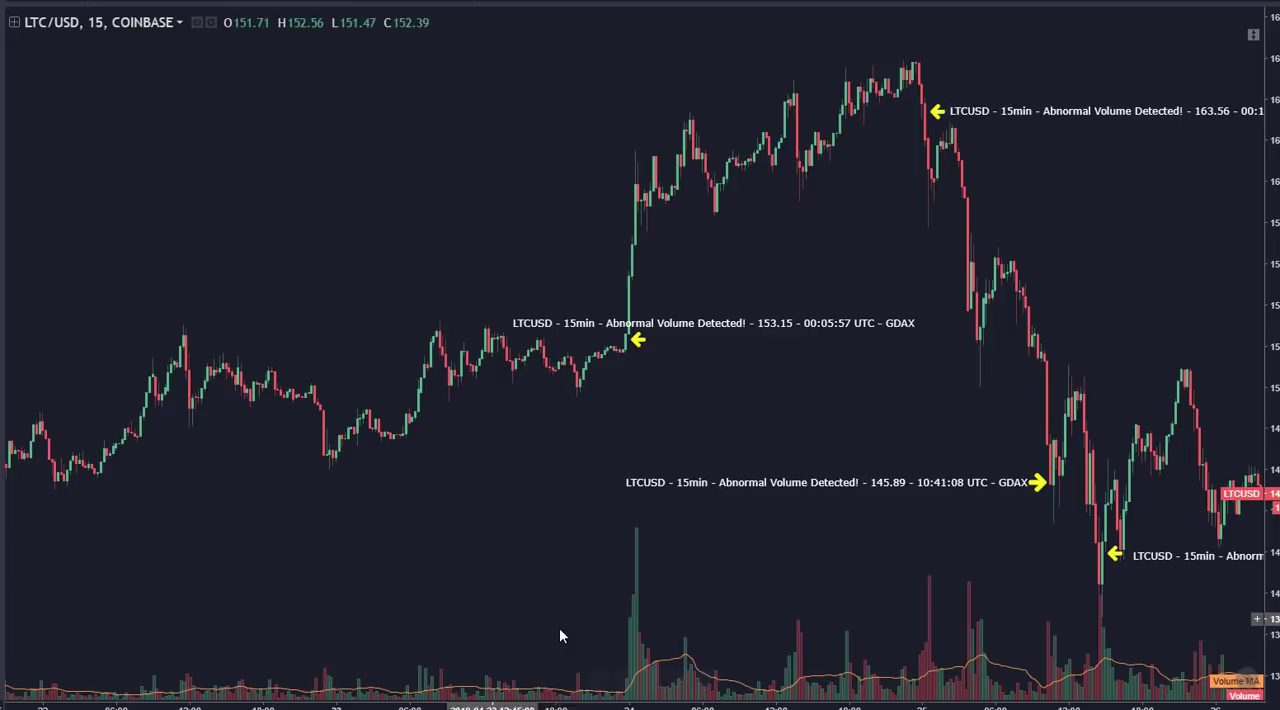 LTC/USD, 15, COINBASE O151.71 H152.56 L151.47 C152.39
LTCUSD - 15min - Abnormal Volume Detected! - 163.56 - 00:1
LTCUSD - 15min - Abnormal Volume Detected! - 153.15 - 00:05:57 UTC - GDAX
LTCUSD - 15min - Abnormal Volume Detected! - 145.89 - 10:41:08 UTC - GDAX
LTCUSD
LTCUSD - 15min - Abnorm
Volume MA
Volume